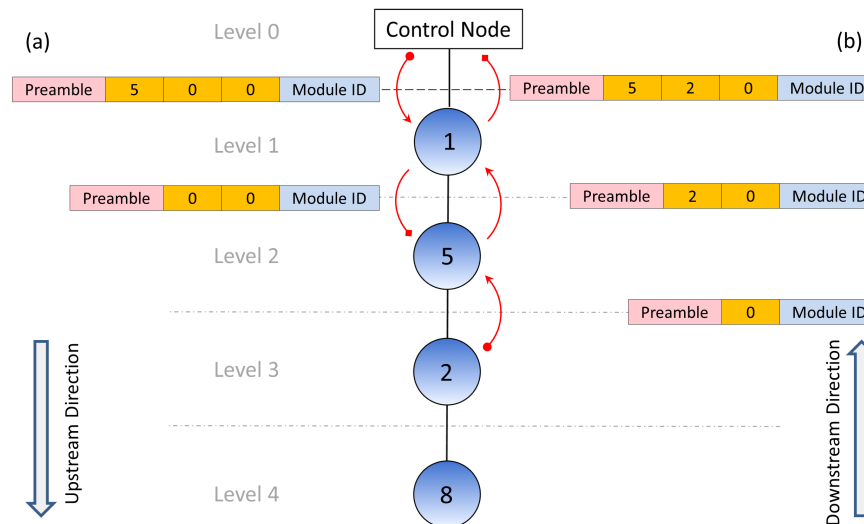 Level 0
Control Node
(a)
(b)
Preamble 5 0 0 Module ID
Preamble 5 2 0 Module ID
Level 1
1
Preamble 0 0 Module ID
Preamble 2 0 Module ID
Level 2
5
Preamble 0 Module ID
Level 3
2
Upstream Direction
Downstream Direction
Level 4
8